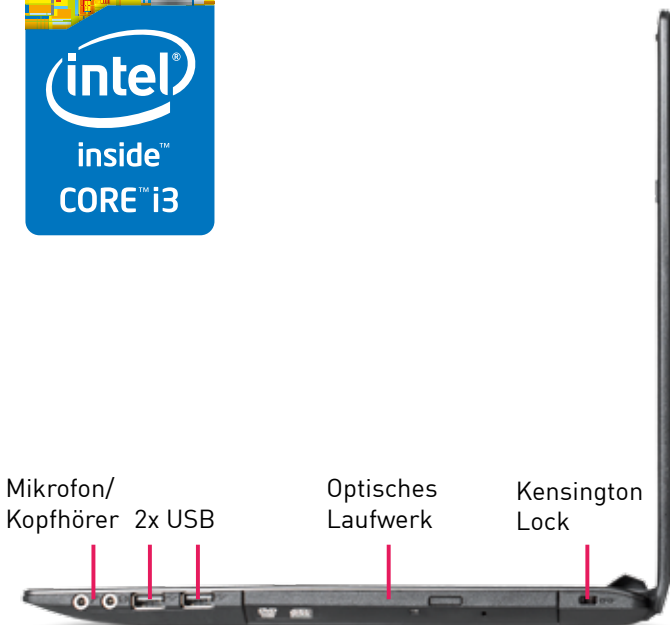 intel®
inside™
CORE™ i3
Mikrofon/
Kopfhörer
2x USB
Optisches
Laufwerk
Kensington
Lock